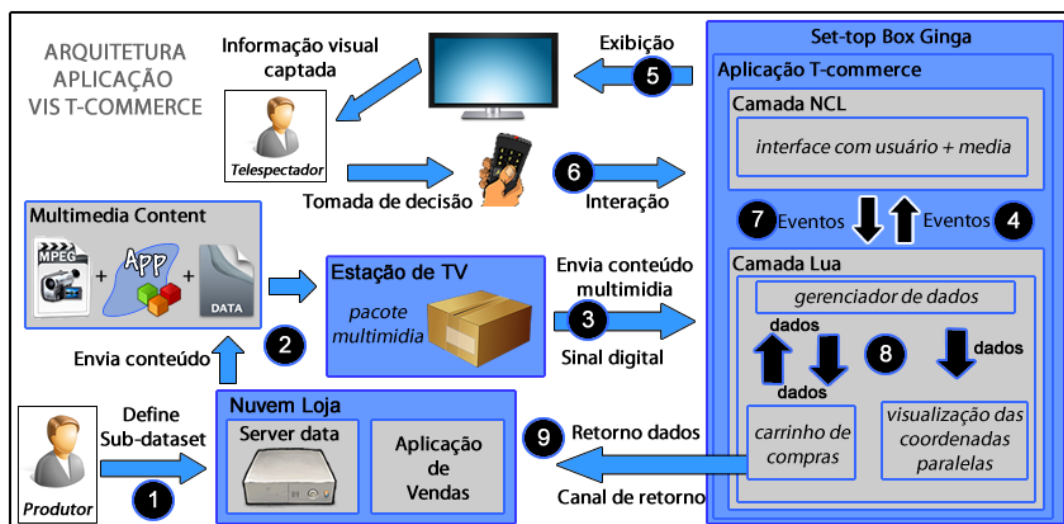 ARQUITETURA
APLICAÇÃO
VIS T-COMMERCE
Informação visual
captada
Telespectador
Exibição
5
Tomada de decisão
6
Interação
Set-top Box Ginga
Aplicação T-commerce
Camada NCL
interface com usuário + media
7
Eventos
Eventos
4
Camada Lua
gerenciador de dados
dados
dados
8
dados
carrinho de
compras
visualização das
coordenadas
paralelas
Multimedia Content
MPEG
+
App
+
DATA
Envia conteúdo
2
Estação de TV
pacote
multimidia
Envia conteúdo
multimidia
3
Sinal digital
Produtor
Define
Sub-dataset
1
Nuvem Loja
Server data
Aplicação
de
Vendas
9
Retorno dados
Canal de retorno